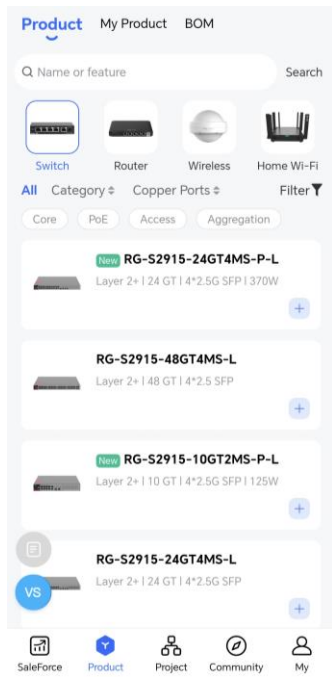 Product My Product BOM
Name or feature Search
Switch Router Wireless Home Wi-Fi
All Category Copper Ports Filter
Core PoE Access Aggregation
New RG-S2915-24GT4MS-P-L
Layer 2+ | 24 GT | 4*2.5G SFP | 370W
RG-S2915-48GT4MS-L
Layer 2+ | 48 GT | 4*2.5 SFP
New RG-S2915-10GT2MS-P-L
Layer 2+ | 10 GT | 4*2.5G SFP | 125W
RG-S2915-24GT4MS-L
VS
Layer 2+ | 24 GT | 4*2.5G SFP
SaleForce Product Project Community My